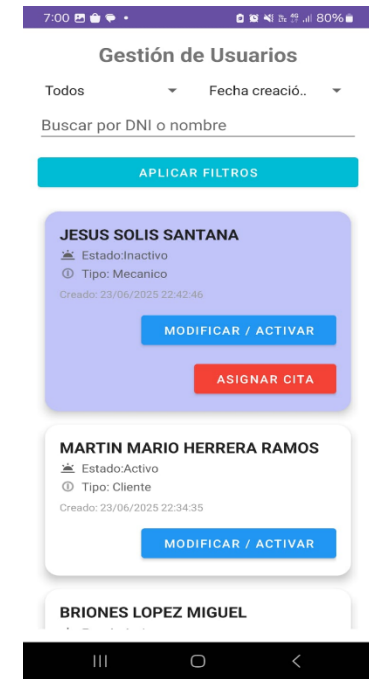 7:00
80%
Gestión de Usuarios
Todos
Fecha creació..
Buscar por DNI o nombre
APLICAR FILTROS
JESUS SOLIS SANTANA
Estado:Inactivo
Tipo: Mecanico
Creado: 23/06/2025 22:42:46
MODIFICAR / ACTIVAR
ASIGNAR CITA
MARTIN MARIO HERRERA RAMOS
Estado:Activo
Tipo: Cliente
Creado: 23/06/2025 22:34:35
MODIFICAR / ACTIVAR
BRIONES LOPEZ MIGUEL